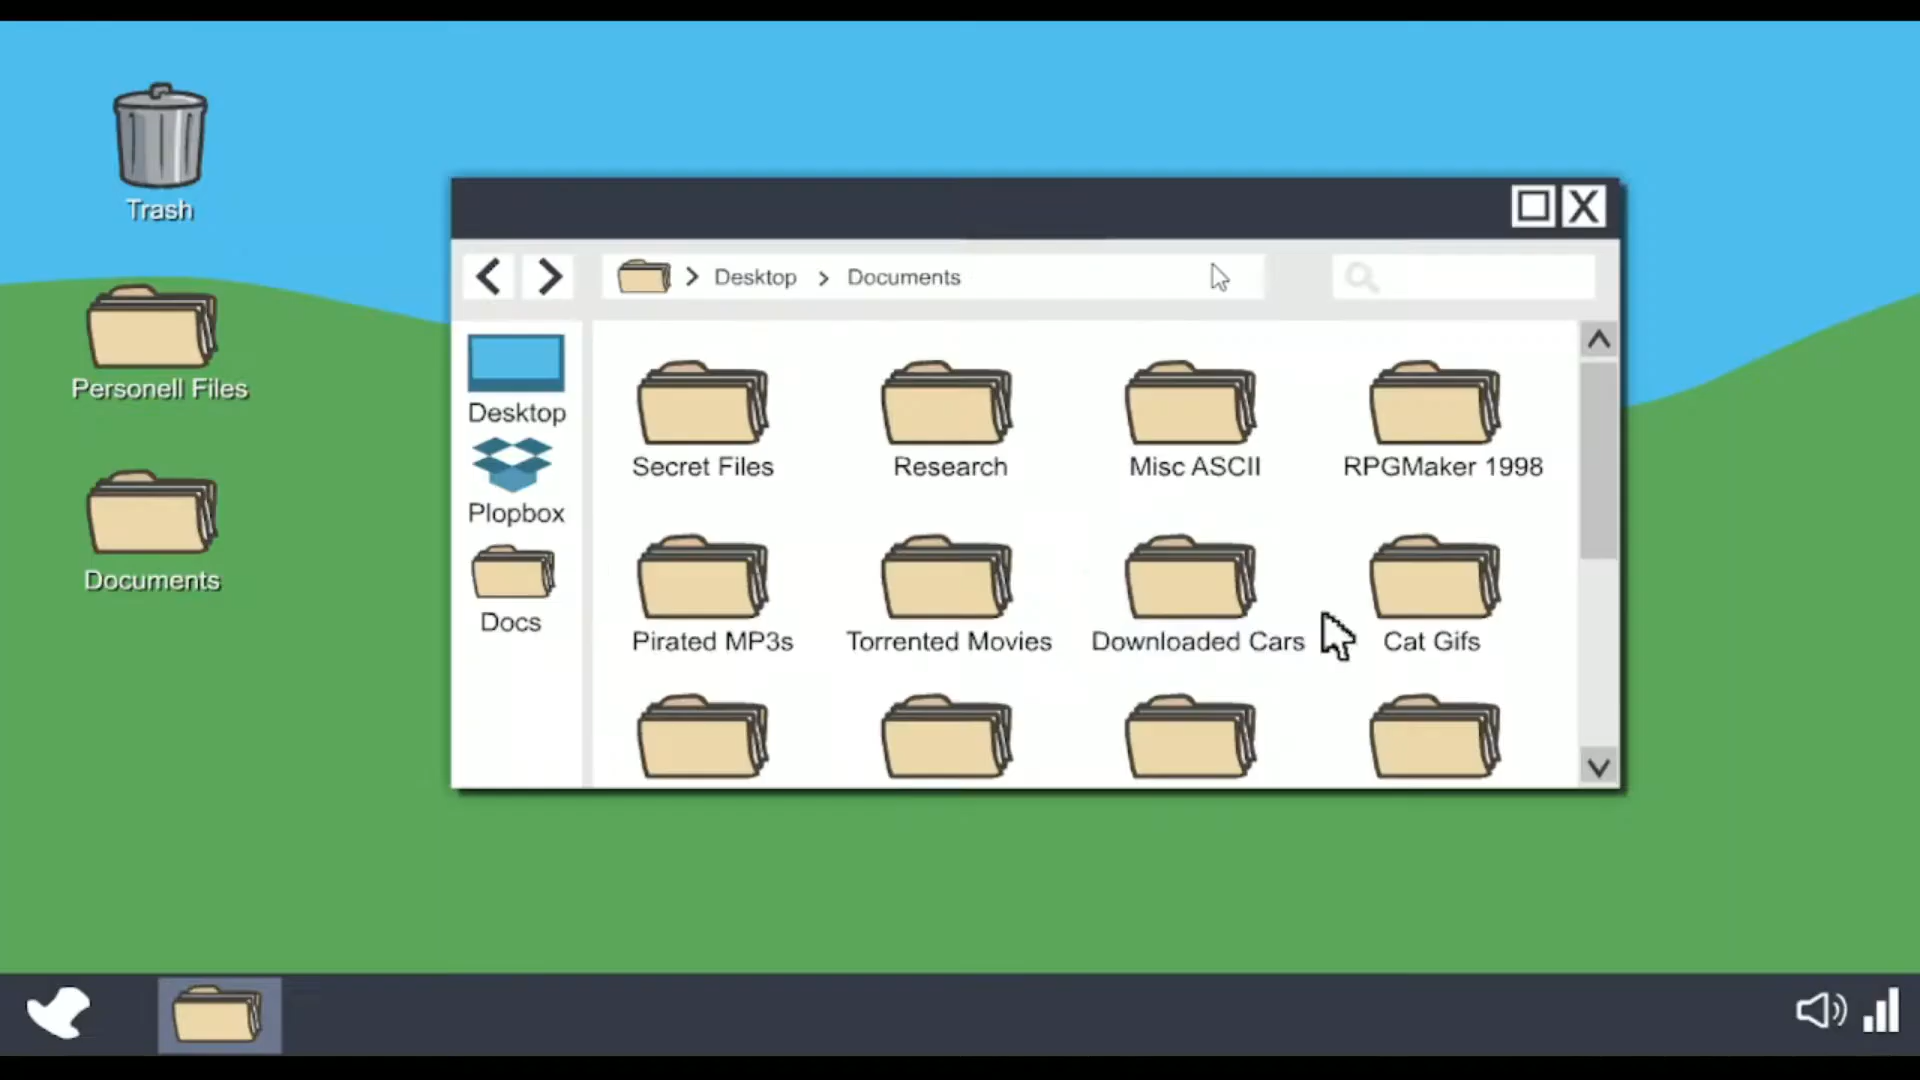 Trash
Personell Files
Documents
X
Desktop
Documents
Desktop
Plopbox
Docs
Secret Files
Research
Misc ASCII
RPGMaker 1998
Pirated MP3s
Torrented Movies
Downloaded Cars
Cat Gifs